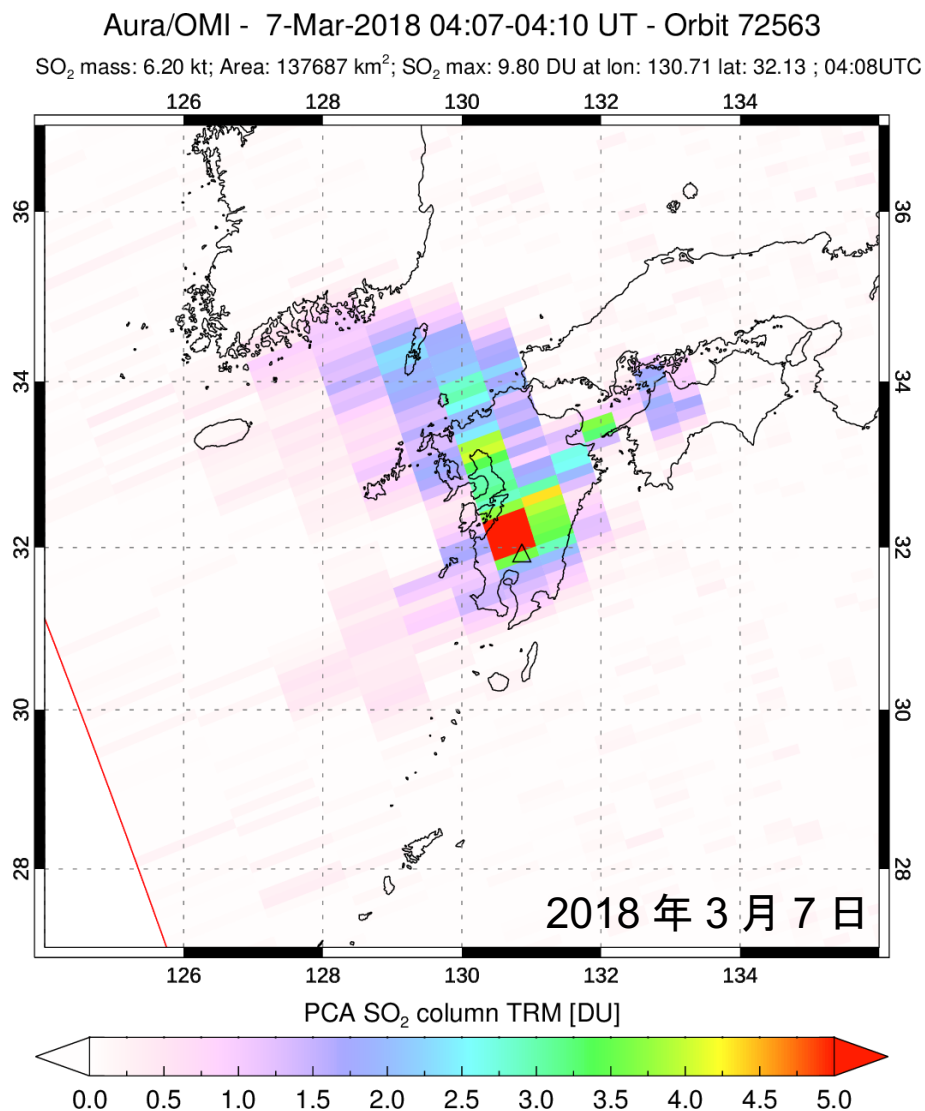 Aura/OMI - 7-Mar-2018 04:07-04:10 UT - Orbit 72563
SO₂ mass: 6.20 kt; Area: 137687 km²; SO₂ max: 9.80 DU at lon: 130.71 lat: 32.13 ; 04:08UTC
126 128 130 132 134
36 36
34 34
32 32
30 30
28 28
2018 年 3 月 7 日
126 128 130 132 134
PCA SO₂ column TRM [DU]
0.0 0.5 1.0 1.5 2.0 2.5 3.0 3.5 4.0 4.5 5.0